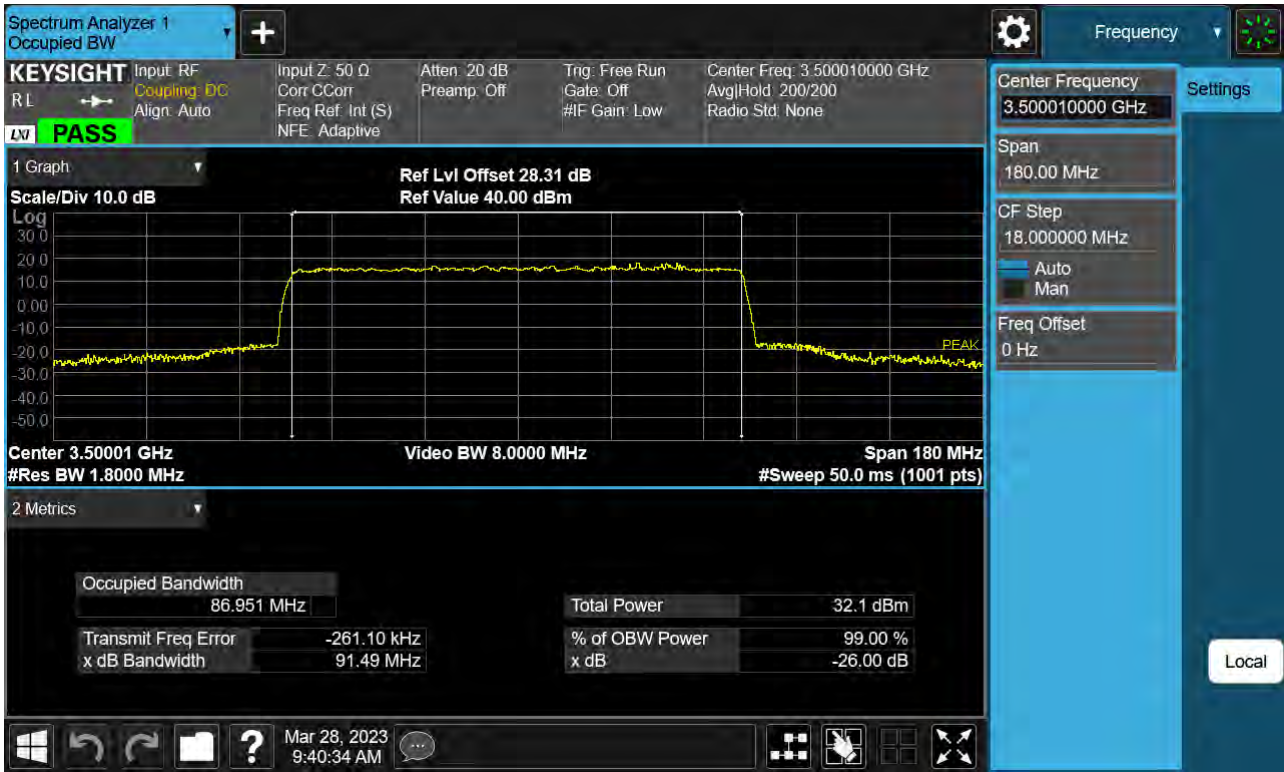 Spectrum Analyzer 1
Occupied BW
+
Frequency
KEYSIGHT
RL
LXI
PASS
Input: RF
Coupling: DC
Align: Auto
Input Z: 50 Ω
Corr CCorr
Freq Ref: Int (S)
NFE: Adaptive
Atten: 20 dB
Preamp: Off
Trig: Free Run
Gate: Off
#IF Gain: Low
Center Freq: 3.500010000 GHz
Avg|Hold: 200/200
Radio Std: None
Center Frequency
3.500010000 GHz
Settings
Span
180.00 MHz
CF Step
18.000000 MHz
Auto
Man
Freq Offset
0 Hz
Local
1 Graph
Scale/Div 10.0 dB
Ref Lvl Offset 28.31 dB
Ref Value 40.00 dBm
Log
30.0
20.0
10.0
0.00
-10.0
-20.0
-30.0
-40.0
-50.0
PEAK
Center 3.50001 GHz
Video BW 8.0000 MHz
Span 180 MHz
#Res BW 1.8000 MHz
#Sweep 50.0 ms (1001 pts)
2 Metrics
Occupied Bandwidth
86.951 MHz
Total Power
32.1 dBm
Transmit Freq Error
-261.10 kHz
% of OBW Power
99.00 %
x dB Bandwidth
91.49 MHz
x dB
-26.00 dB
?
Mar 28, 2023
9:40:34 AM